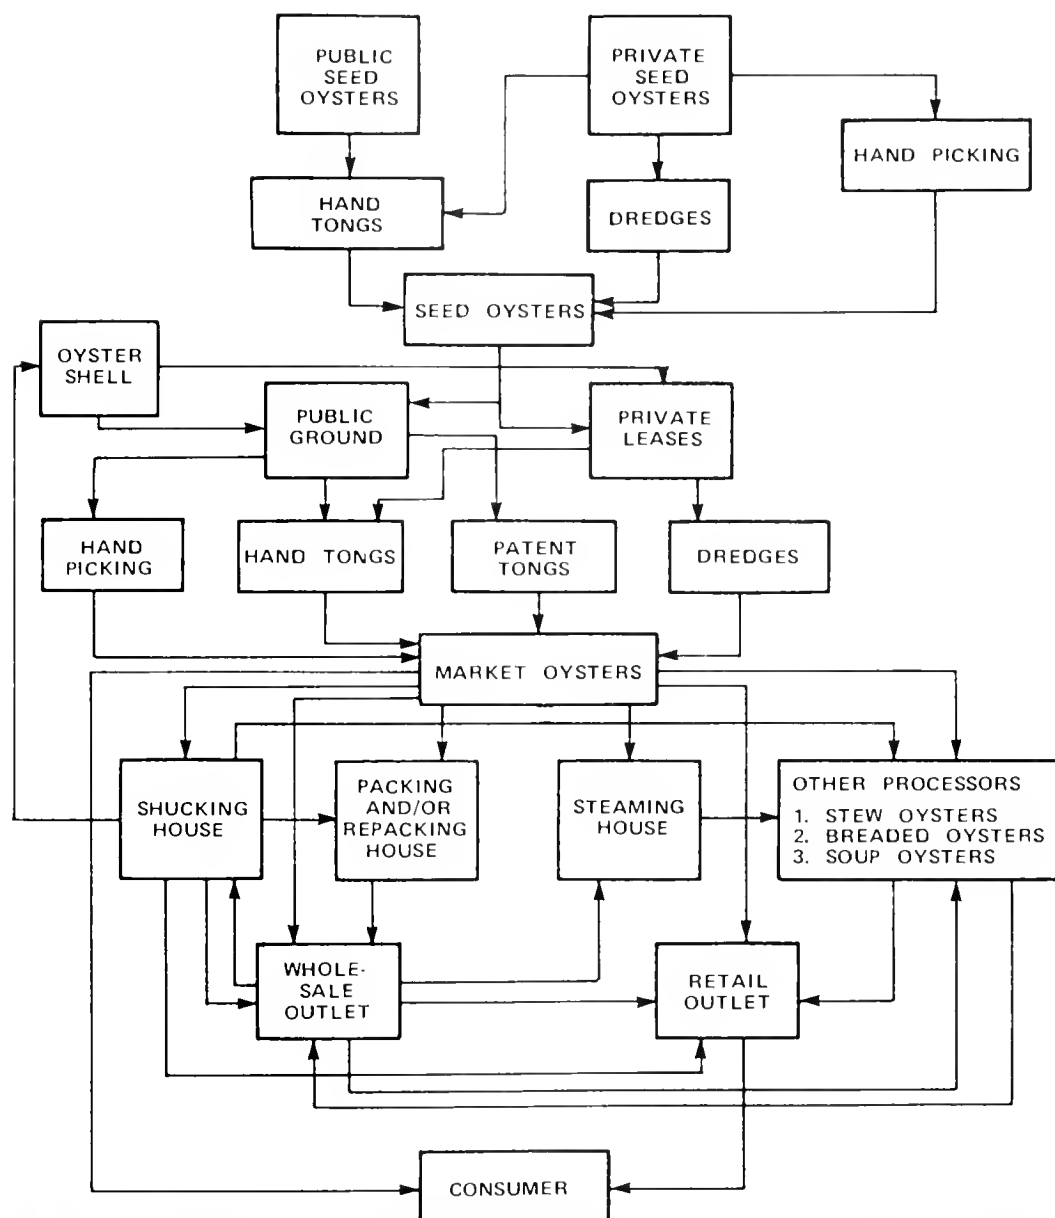 PUBLIC
SEED
OYSTERS
PRIVATE
SEED
OYSTERS
HAND PICKING
HAND
TONGS
DREDGES
SEED OYSTERS
OYSTER
SHELL
PUBLIC
GROUND
PRIVATE
LEASES
HAND
PICKING
HAND TONGS
PATENT
TONGS
DREDGES
MARKET OYSTERS
SHUCKING
HOUSE
PACKING
AND/OR
REPACKING
HOUSE
STEAMING
HOUSE
OTHER PROCESSORS
1. STEW OYSTERS
2. BREADED OYSTERS
3. SOUP OYSTERS
WHOLE-
SALE
OUTLET
RETAIL
OUTLET
CONSUMER